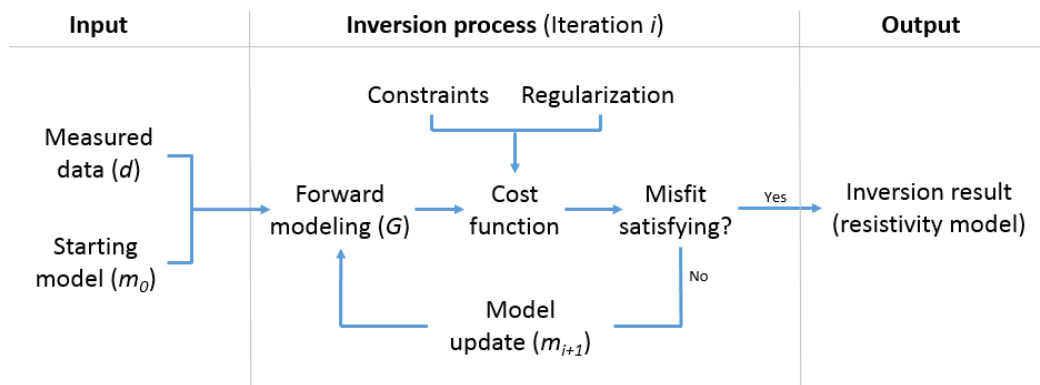 Input
Inversion process (Iteration i)
Output
Constraints
Regularization
Measured
data (d)
Starting
model (m0)
Forward
modeling (G)
Cost
function
Misfit
satisfying?
Yes
Inversion result
(resistivity model)
No
Model
update (mi+1)